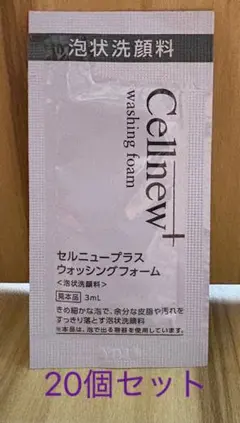 泡状洗顔料
Cellnew+
washing foam
セルニュープラス
ウォッシングフォーム
＜泡状洗顔料＞
見本品 3mL
きめ細かな泡で、余分な皮脂や汚れを
すっきり落とす泡状洗顔料
※本品は、泡で出る容器を使用しています。
20個セット